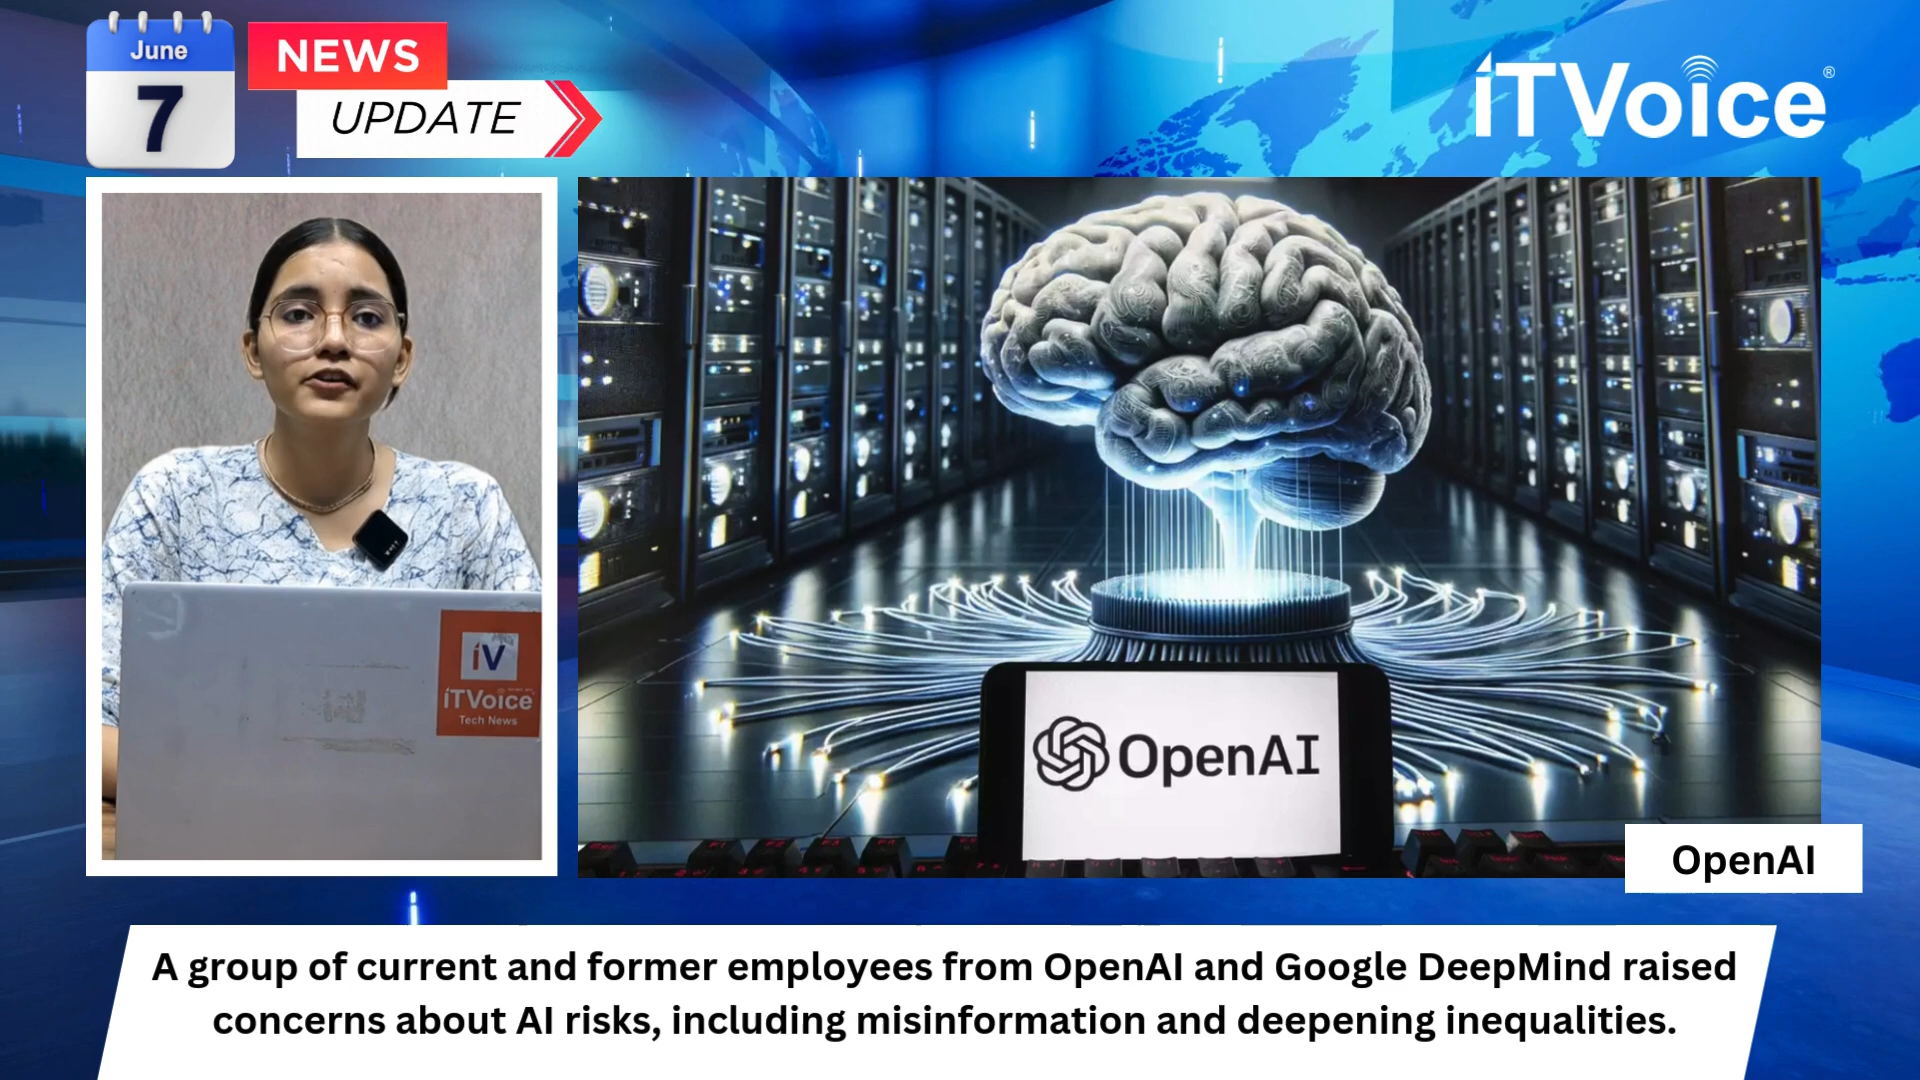 June
7
NEWS
UPDATE
iTVoice®
iV
iTVoice
Tech News
OpenAI
OpenAI
A group of current and former employees from OpenAI and Google DeepMind raised
concerns about AI risks, including misinformation and deepening inequalities.